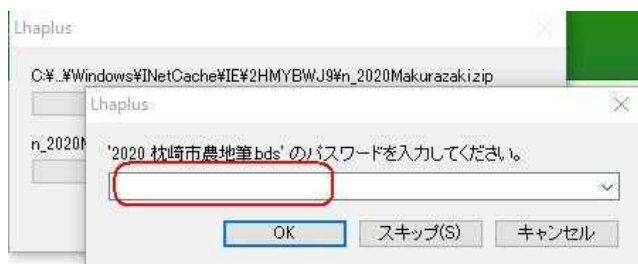 Lhaplus
C:¥..¥Windows¥INetCache¥IE¥2HMYBWJ9¥n_2020Makurazaki.zip
Lhaplus
n_2020M
'2020 枕崎市農地筆.bds' のパスワードを入力してください。
OK
スキップ(S)
キャンセル